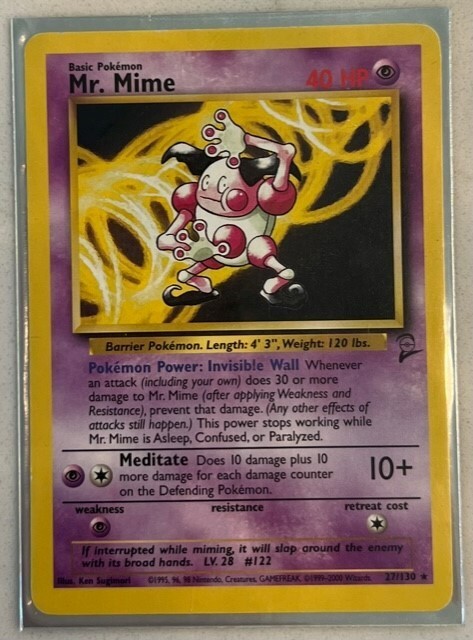 Basic Pokémon
Mr. Mime 40 HP
Barrier Pokémon. Length: 4' 3", Weight: 120 lbs.
Pokémon Power: Invisible Wall Whenever
an attack (including your own) does 30 or more
damage to Mr. Mime (after applying Weakness and
Resistance), prevent that damage. (Any other effects of
attacks still happen.) This power stops working while
Mr. Mime is Asleep, Confused, or Paralyzed.
Meditate Does 10 damage plus 10
more damage for each damage counter
on the Defending Pokémon.
10+
weakness resistance retreat cost
If interrupted while miming, it will slap around the enemy
with its broad hands. LV. 28 #122
Illus. Ken Sugimori ©1995, 96, 98 Nintendo, Creatures, GAMEFREAK. ©1999-2000 Wizards. 27/130 ★